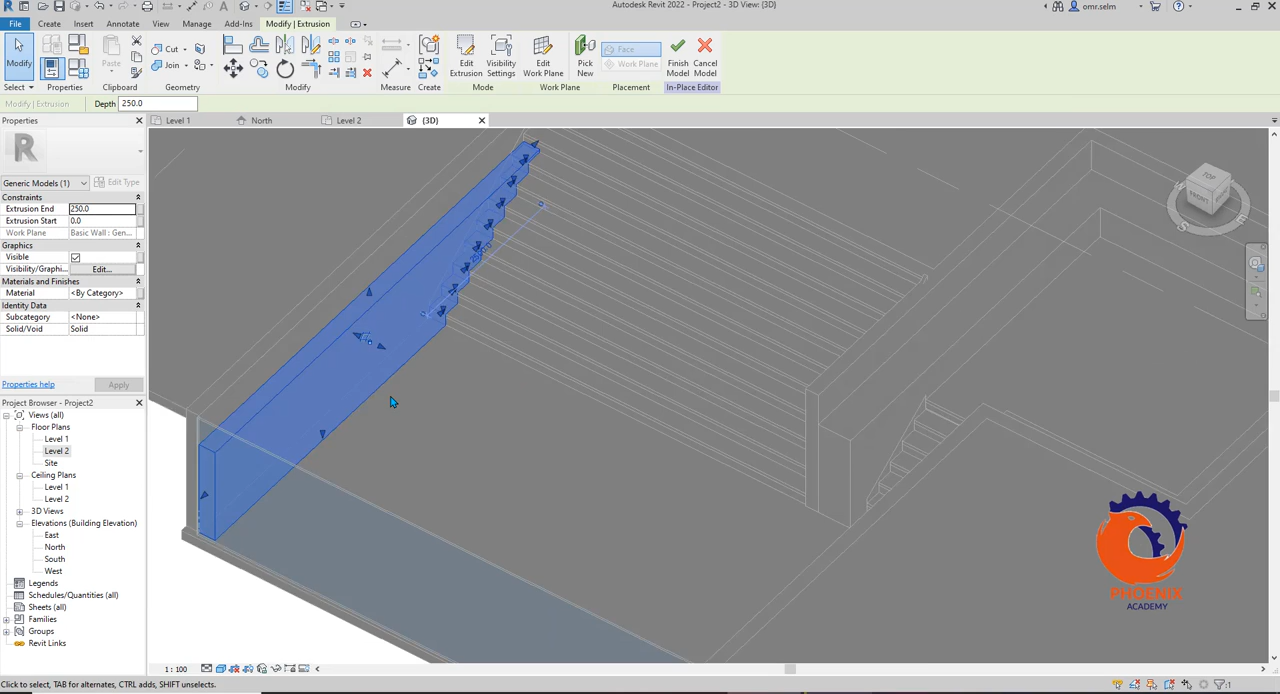 Autodesk Revit 2022 - Project2 - 3D View: {3D}
omr.selm
File Create Insert Annotate View Manage Add-Ins Modify | Extrusion
Modify Paste Cut Join Edit Extrusion Visibility Settings Edit Work Plane Pick New Face Work Plane Finish Model Cancel Model
Select Properties Clipboard Geometry Modify Measure Create Mode Work Plane Placement In-Place Editor
Modify | Extrusion Depth 250.0
Properties
Level 1 North Level 2 {3D}
Generic Models (1) Edit Type
Constraints
Extrusion End 250.0
Extrusion Start 0.0
Work Plane Basic Wall : Gen...
Graphics
Visible
Visibility/Graphi... Edit...
Materials and Finishes
Material <By Category>
Identity Data
Subcategory <None>
Solid/Void Solid
Properties help Apply
Project Browser - Project2
Views (all)
Floor Plans
Level 1
Level 2
Site
Ceiling Plans
Level 1
Level 2
3D Views
Elevations (Building Elevation)
East
North
South
West
Legends
Schedules/Quantities (all)
Sheets (all)
Families
Groups
Revit Links
TOP
FRONT
W
S
E
PHOENIX
ACADEMY
1 : 100
Click to select, TAB for alternates, CTRL adds, SHIFT unselects.
:1